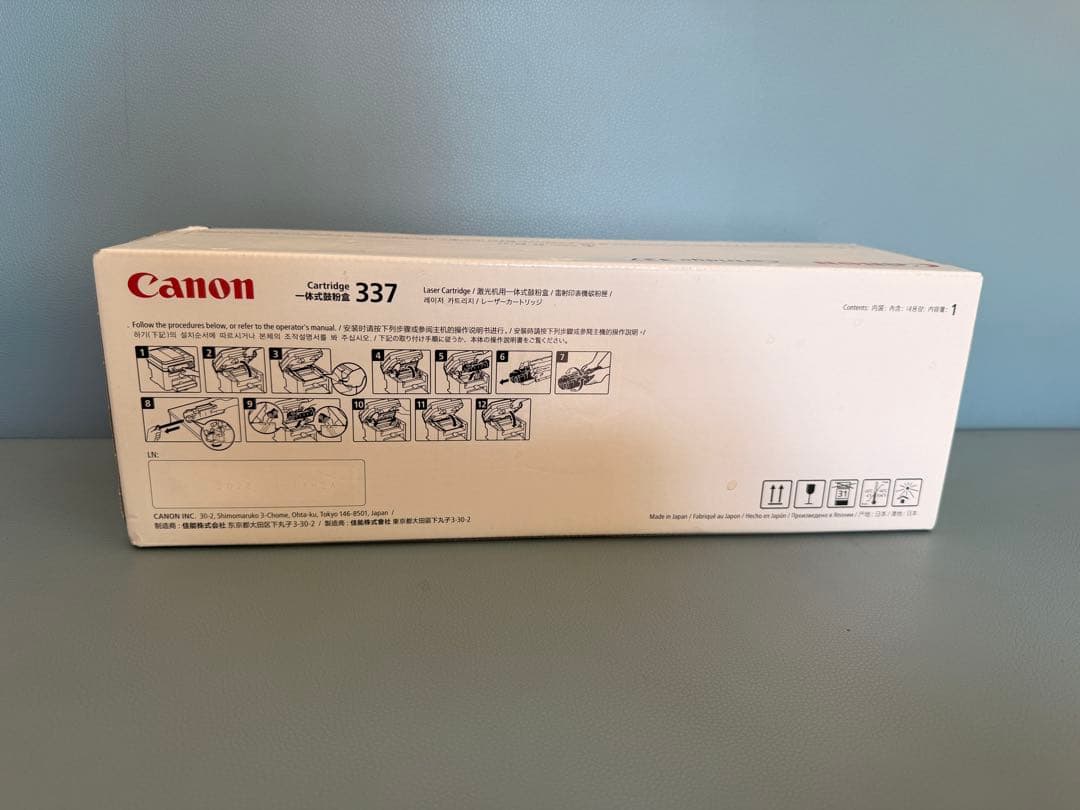 Canon
Cartridge
一体式鼓粉盒 337
Laser Cartridge / 激光机用一体式鼓粉盒 / 雷射印表機碳粉匣 /
레이저 카트리지 / レーザーカートリッジ
Contents: 内装: 內含: 내용량: 内容量: 1
Follow the procedures below, or refer to the operator's manual. / 安装时请按下列步骤或参阅主机的操作说明书进行。/ 安裝時請按下列步驟或參閱主機的操作說明。/
하기(下記)의 설치순서에 따르시거나 본체의 조작설명서를 봐 주십시오. / 下記の取り付け手順に従うか、本体の操作説明書をご覧ください。
1 2 3 4 5 6 7
8 9 10 11 12
LN:
31
CANON INC. 30-2, Shimomaruko 3-Chome, Ohta-ku, Tokyo 146-8501, Japan /
制造商: 佳能株式会社 东京都大田区下丸子3-30-2 / 製造商: 佳能株式會社 東京都大田區下丸子3-30-2
Made in Japan / Fabriqué au Japon / Hecho en Japón / Произведено в Японии / 产地: 日本 / 產地: 日本
Cartridge 337
Canon